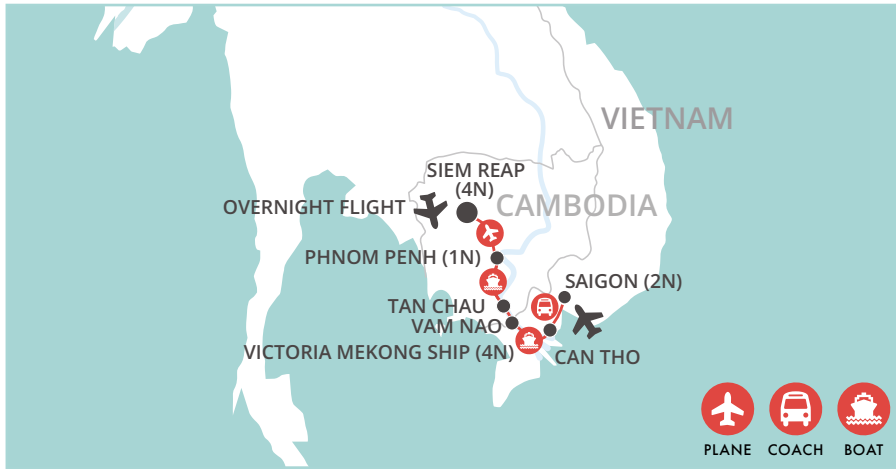 VIETNAM
SIEM REAP
(4N)
OVERNIGHT FLIGHT
CAMBODIA
PHNOM PENH (1N)
SAIGON (2N)
TAN CHAU
VAM NAO
VICTORIA MEKONG SHIP (4N)
CAN THO
PLANE
COACH
BOAT